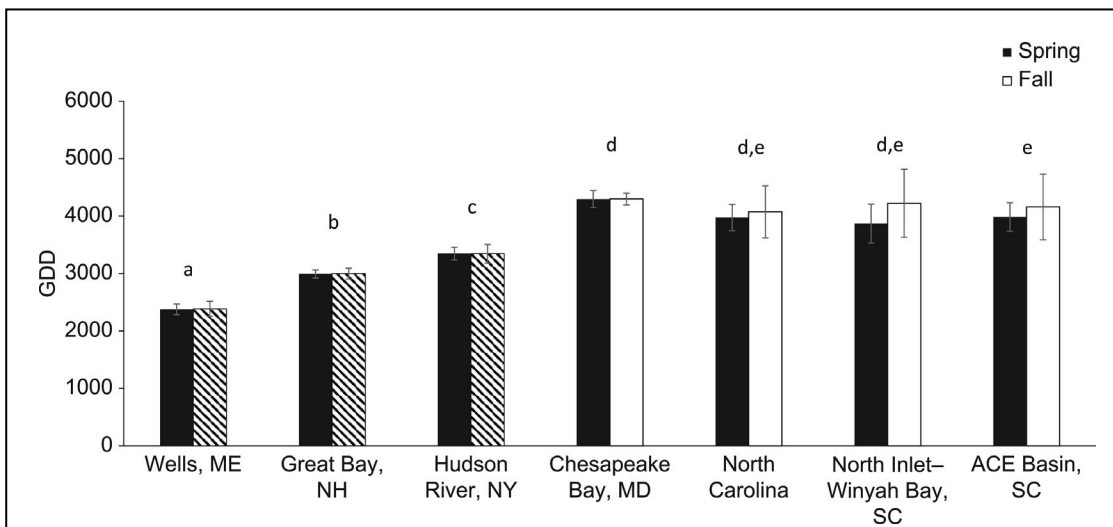 Spring
Fall
6000
5000
4000
3000
2000
1000
0
GDD
a
b
c
d
d,e
d,e
e
Wells, ME
Great Bay,
NH
Hudson
River, NY
Chesapeake
Bay, MD
North
Carolina
North Inlet–
Winyah Bay,
SC
ACE Basin,
SC